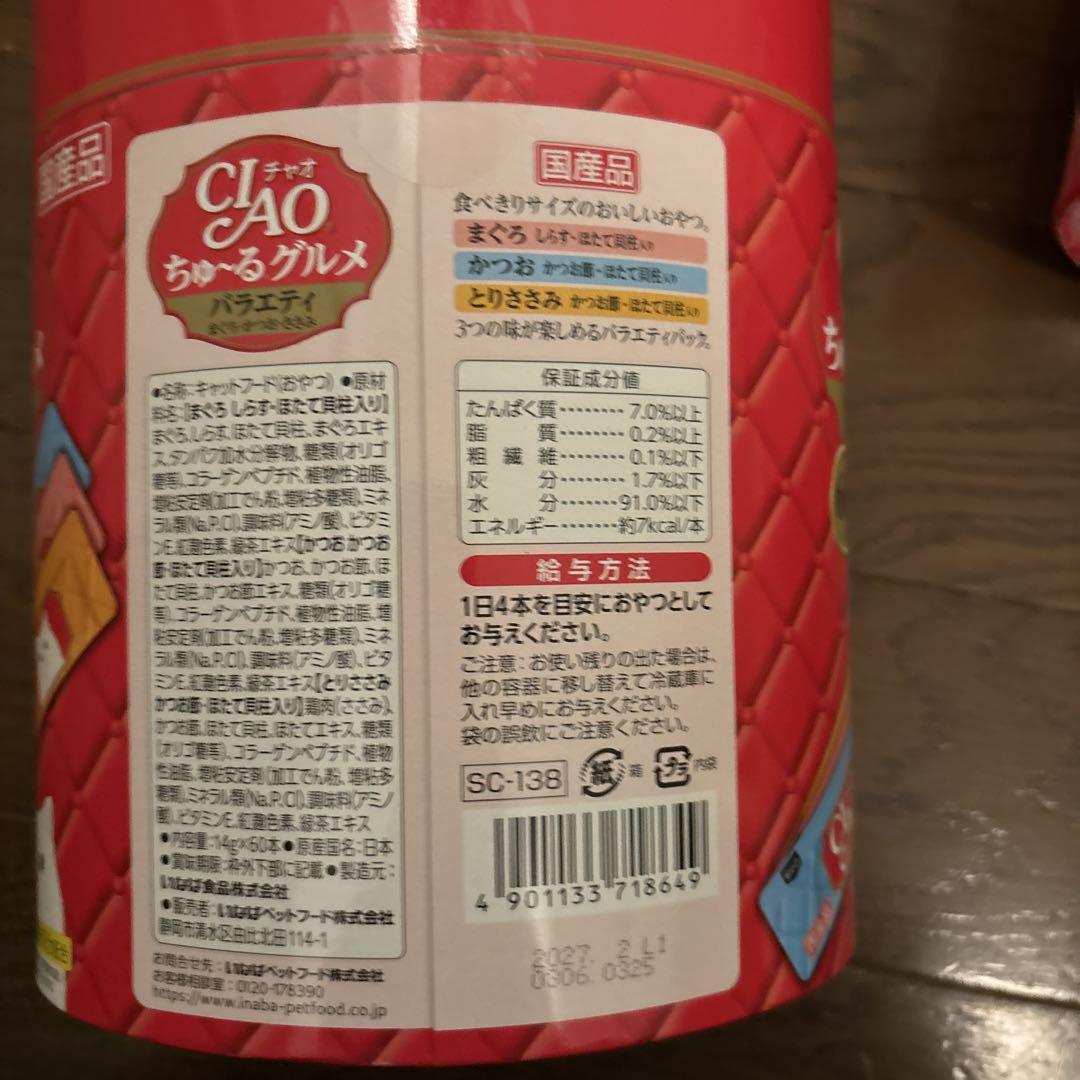 国産品
CIAO
チャオ
ちゅ~るグルメ
バラエティ
まぐろ・かつお・ささみ
●名称:キャットフード(おやつ) ●原材
料名:【まぐろ しらす・ほたて貝柱入り】
まぐろ、しらす、ほたて貝柱、まぐろエキ
ス、タンパク加水分解物、糖類(オリゴ
糖等)、コラーゲンペプチド、植物性油脂、
増粘安定剤(加工でん粉、増粘多糖類)、ミネ
ラル類(Na,P,Cl)、調味料(アミノ酸)、ビタミ
ンE、紅麹色素、緑茶エキス【かつお かつお
節・ほたて貝柱入り】かつお、かつお節、ほ
たて貝柱、かつお節エキス、糖類(オリゴ糖
等)、コラーゲンペプチド、植物性油脂、増
粘安定剤(加工でん粉、増粘多糖類)、ミネ
ラル類(Na,P,Cl)、調味料(アミノ酸)、ビタ
ミンE、紅麹色素、緑茶エキス【とりささみ
かつお節・ほたて貝柱入り】鶏肉(ささみ)、
かつお節、ほたて貝柱、ほたてエキス、糖類
(オリゴ糖等)、コラーゲンペプチド、植物
性油脂、増粘安定剤(加工でん粉、増粘多
糖類)、ミネラル類(Na,P,Cl)、調味料(アミノ
酸)、ビタミンE、紅麹色素、緑茶エキス
●内容量:14g×60本 ●原産国名:日本
●賞味期限:枠外下部に記載 ●製造元:
いなば食品株式会社
●販売者:いなばペットフード株式会社
静岡市清水区由比北田114-1
お問合せ先:いなばペットフード株式会社
お客様相談室:0120-178390
https://www.inaba-petfood.co.jp
国産品
食べきりサイズのおいしいおやつ。
まぐろ しらす・ほたて貝柱入り
かつお かつお節・ほたて貝柱入り
とりささみ かつお節・ほたて貝柱入り
3つの味が楽しめるバラエティパック。
保証成分値
たんぱく質………7.0%以上
脂質………0.2%以上
粗繊維………0.1%以下
灰分………1.7%以下
水分………91.0%以下
エネルギー………約7kcal/本
給与方法
1日4本を目安におやつとして
お与えください。
ご注意:お使い残りの出た場合は、
他の容器に移し替えて冷蔵庫に
入れ早めにお与えください。
袋の誤飲にご注意ください。
SC-138 紙 箱 プラ 内袋
4 901133 718649
2027. 2 L1
0306. 0325